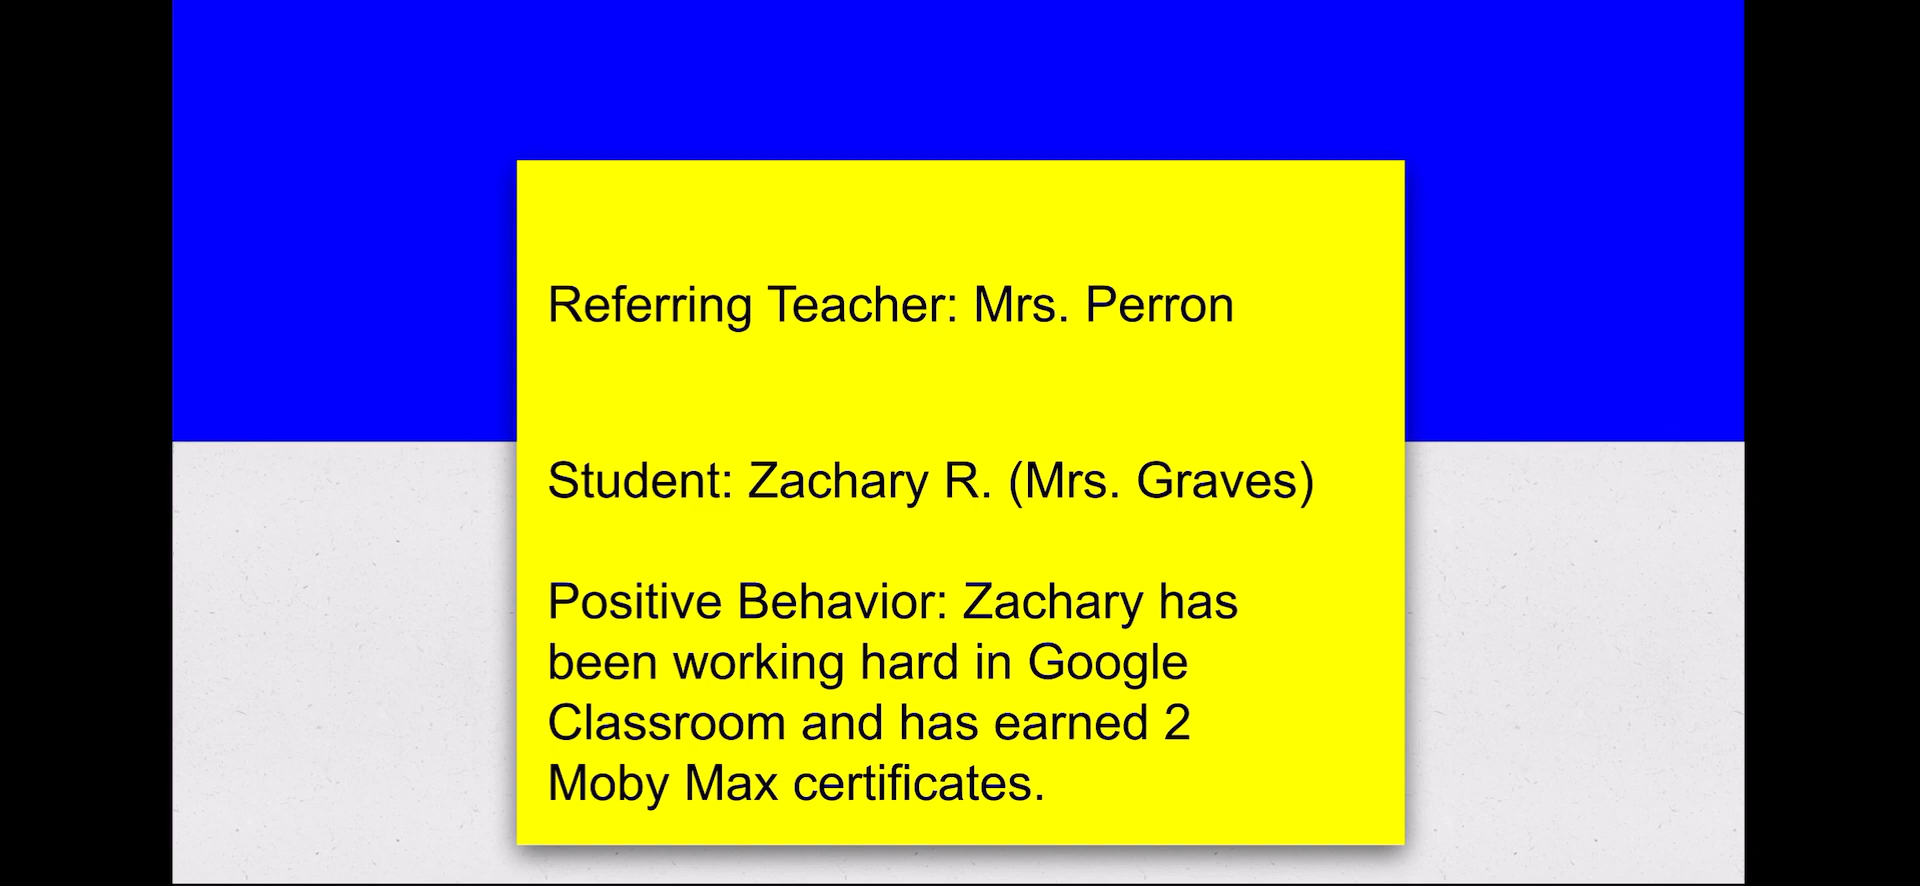 Referring Teacher: Mrs. Perron
Student: Zachary R. (Mrs. Graves)
Positive Behavior: Zachary has
been working hard in Google
Classroom and has earned 2
Moby Max certificates.